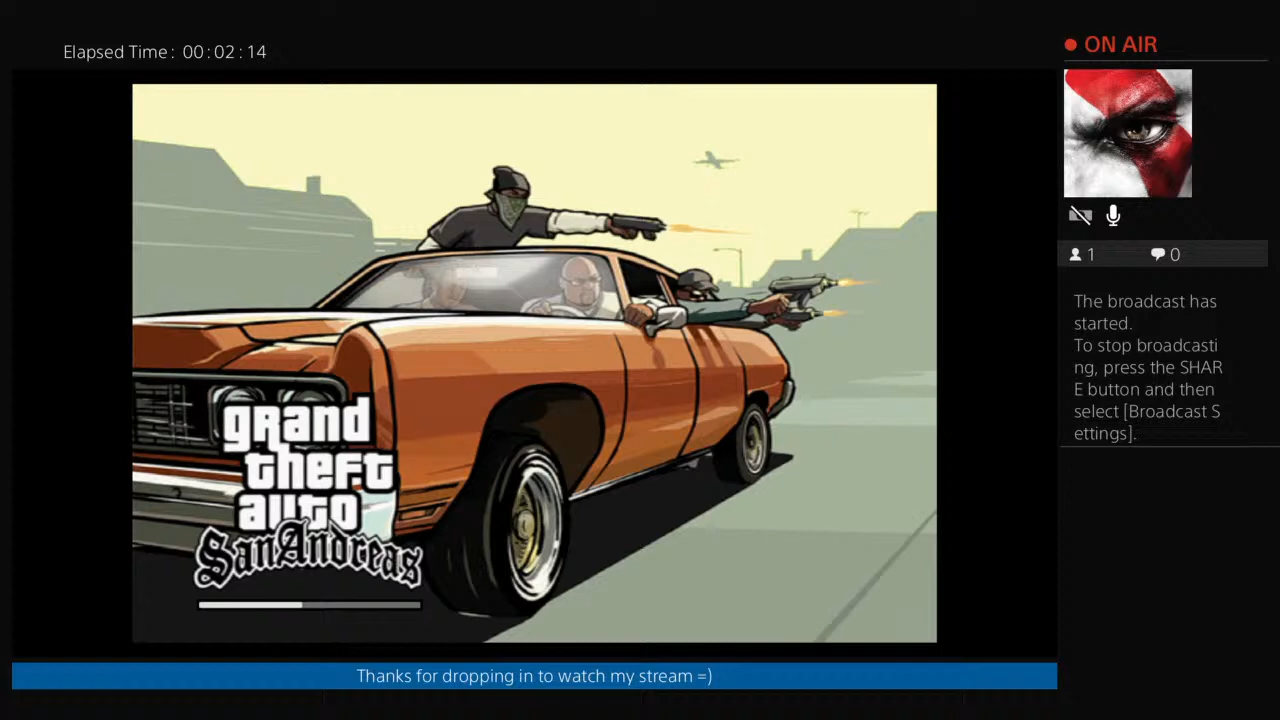 Elapsed Time: 00:02:14
ON AIR
1
0
The broadcast has
started.
To stop broadcasti
ng, press the SHAR
E button and then
select [Broadcast S
ettings].
grand
theft
auto
San Andreas
Thanks for dropping in to watch my stream =)